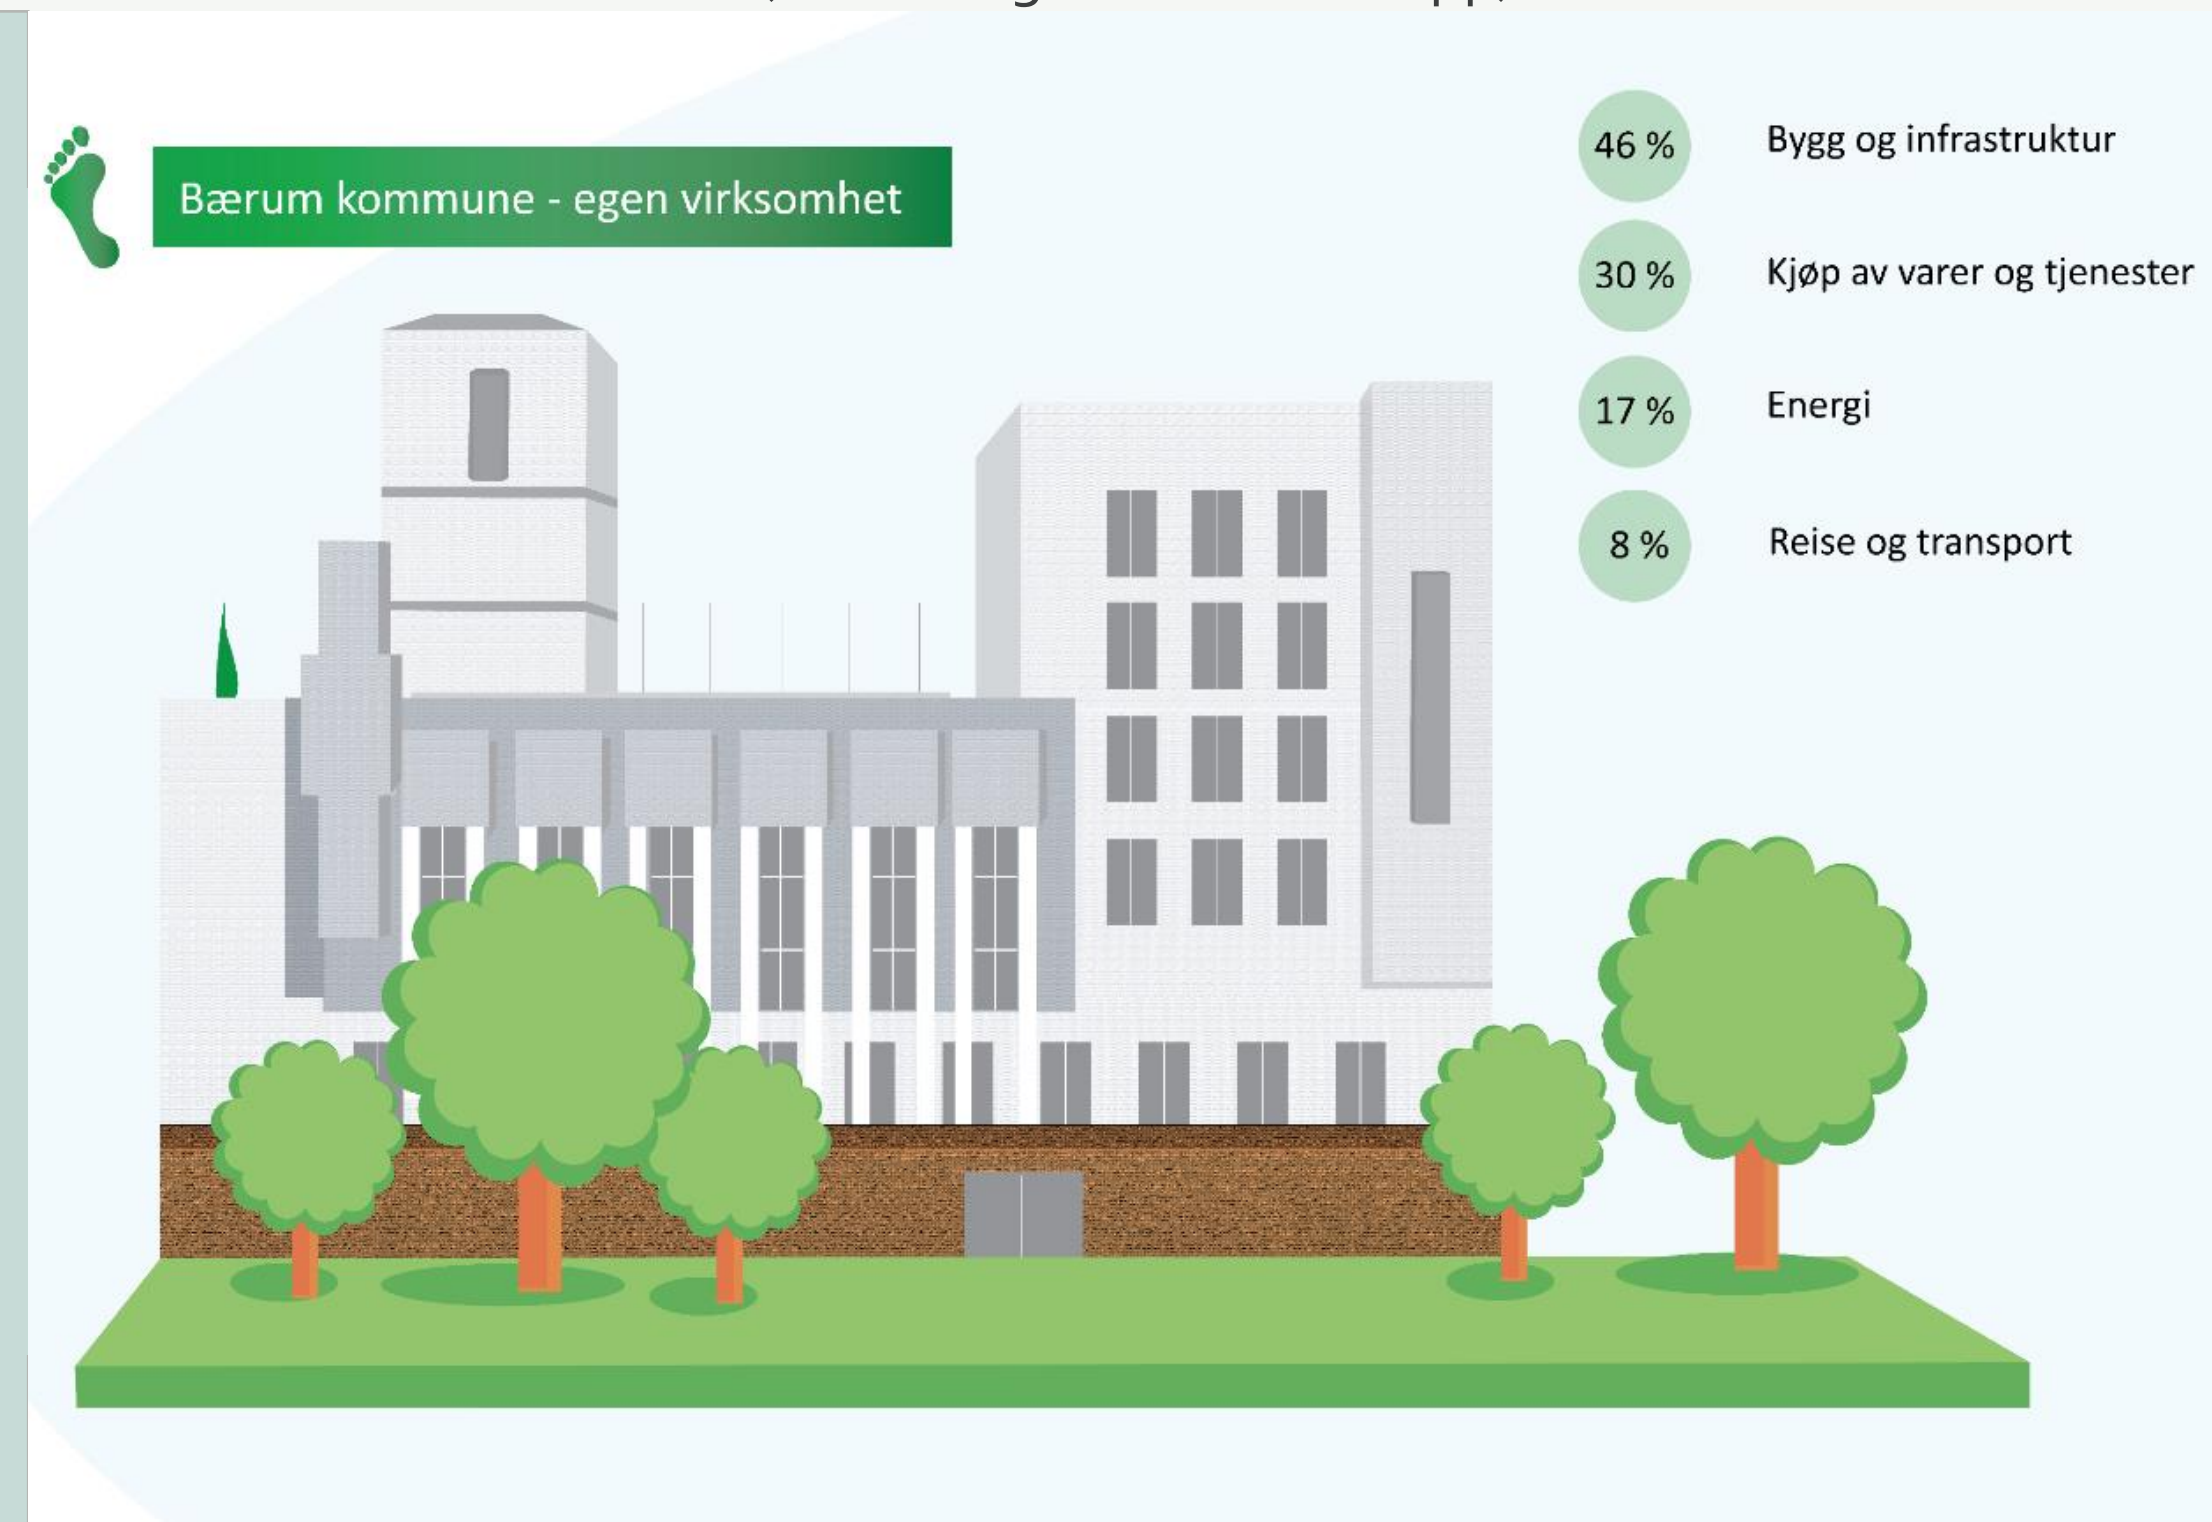 Bærum kommune - egen virksomhet
46 % Bygg og infrastruktur
30 % Kjøp av varer og tjenester
17 % Energi
8 % Reise og transport